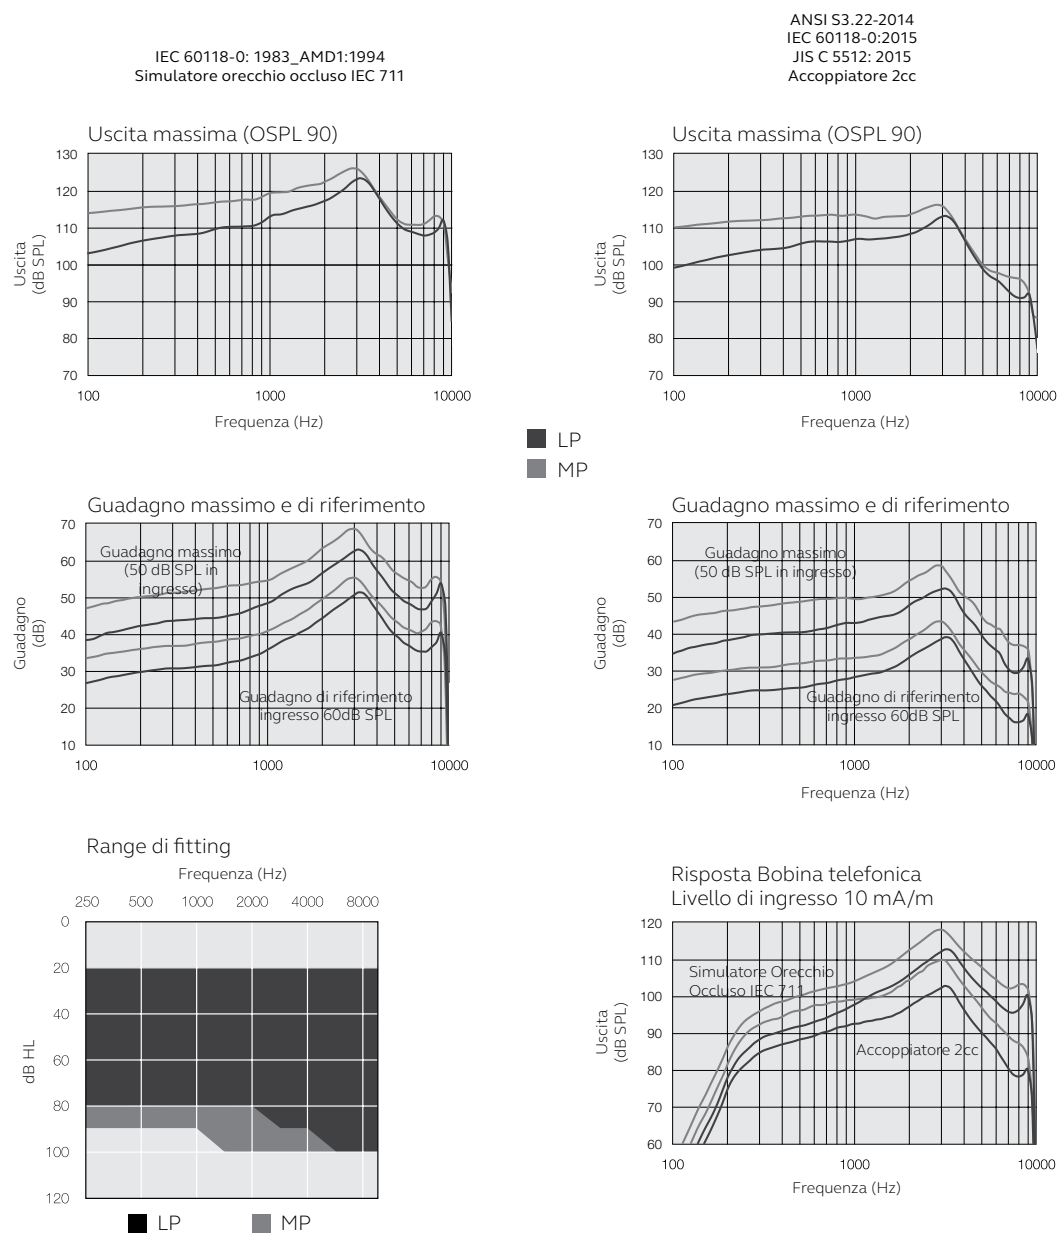 IEC 60118-0: 1983_AMD1:1994
Simulatore orecchio occluso IEC 711
ANSI S3.22-2014
IEC 60118-0:2015
JIS C 5512: 2015
Accoppiatore 2cc
Uscita massima (OSPL 90)
130
120
110
100
90
80
70
Uscita
(dB SPL)
100
1000
10000
Frequenza (Hz)
Uscita massima (OSPL 90)
130
120
110
100
90
80
70
Uscita
(dB SPL)
100
1000
10000
Frequenza (Hz)
LP
MP
Guadagno massimo e di riferimento
70
60
50
40
30
20
10
Guadagno
(dB)
Guadagno massimo
(50 dB SPL in
ingresso)
Guadagno di riferimento
ingresso 60dB SPL
100
1000
10000
Guadagno massimo e di riferimento
70
60
50
40
30
20
10
Guadagno
(dB)
Guadagno massimo
(50 dB SPL in ingresso)
Guadagno di riferimento
ingresso 60dB SPL
100
1000
10000
Frequenza (Hz)
Range di fitting
Frequenza (Hz)
250 500 1000 2000 4000 8000
0
20
40
60
80
100
120
dB HL
LP MP
Risposta Bobina telefonica
Livello di ingresso 10 mA/m
120
110
100
90
80
70
60
Uscita
(dB SPL)
Simulatore Orecchio
Occluso IEC 711
Accoppiatore 2cc
100
1000
10000
Frequenza (Hz)